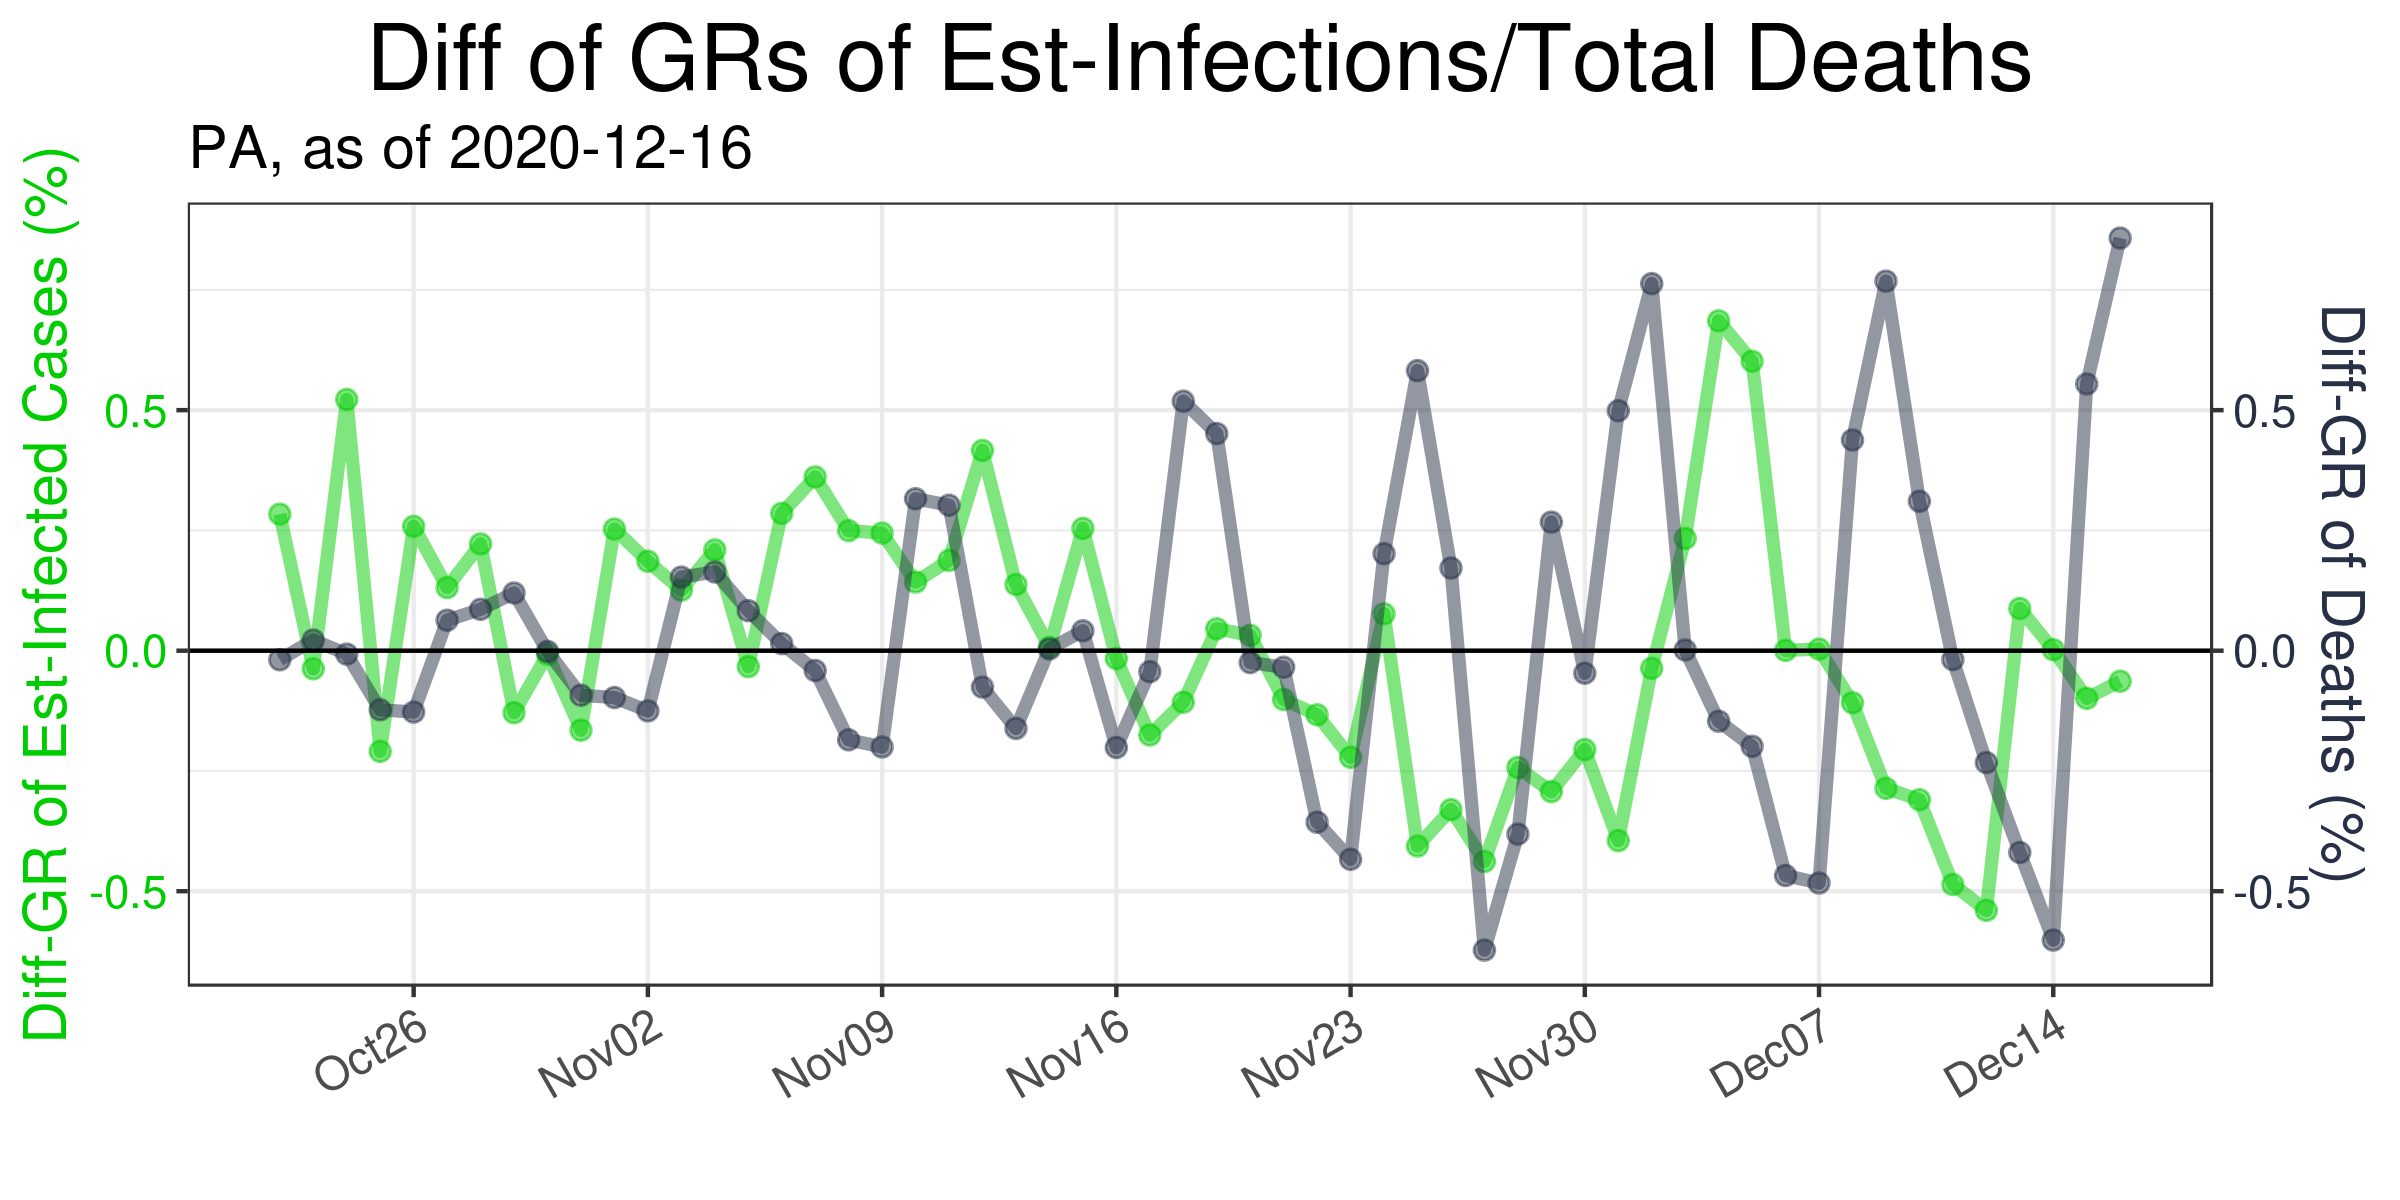 Diff of GRs of Est-Infections/Total Deaths
PA, as of 2020-12-16
Diff-GR of Est-Infected Cases (%)
0.5
0.0
-0.5
0.5
0.0
-0.5
Diff-GR of Deaths (%)
Oct26
Nov02
Nov09
Nov16
Nov23
Nov30
Dec07
Dec14